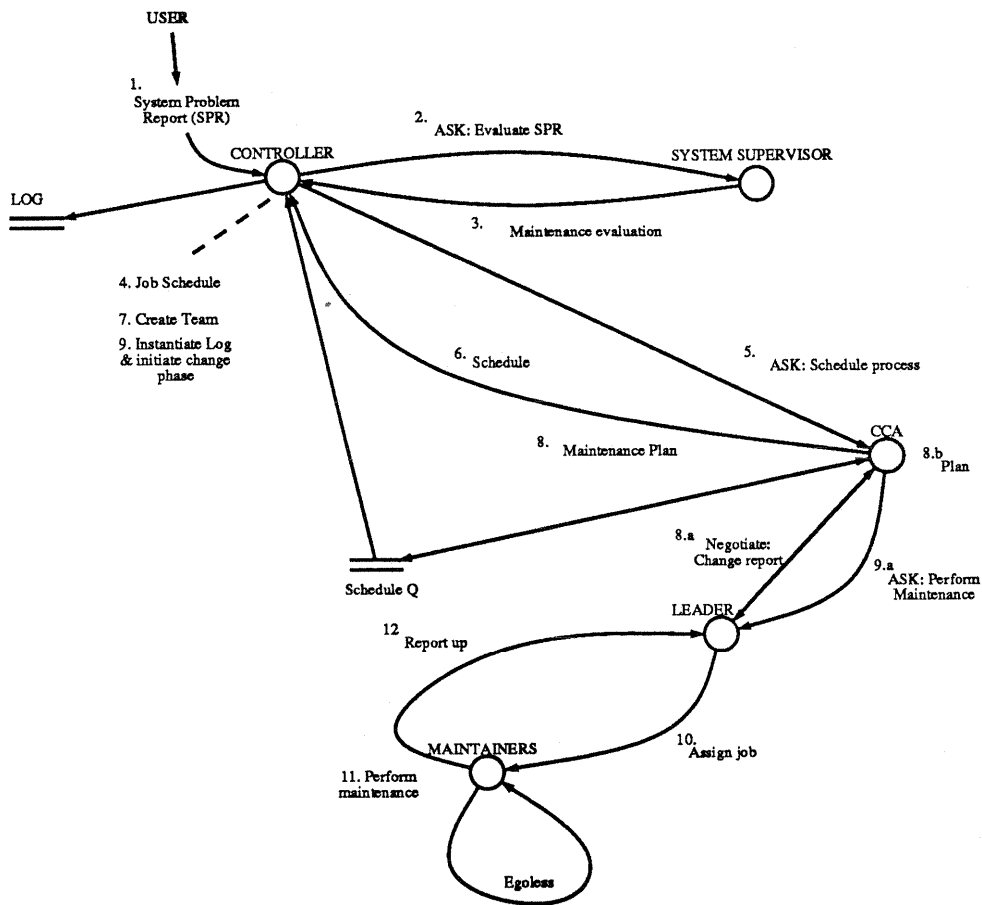 USER
1.
System Problem
Report (SPR)
2.
ASK: Evaluate SPR
CONTROLLER
SYSTEM SUPERVISOR
LOG
3.
Maintenance evaluation
4. Job Schedule
7. Create Team
9. Instantiate Log
& initiate change
phase
6.
Schedule
5.
ASK: Schedule process
8.
Maintenance Plan
CCA
8.b
Plan
8.a
Negotiate:
Change report
9.a
ASK: Perform
Maintenance
Schedule Q
LEADER
12
Report up
10.
Assign job
MAINTAINERS
11. Perform
maintenance
Egoless